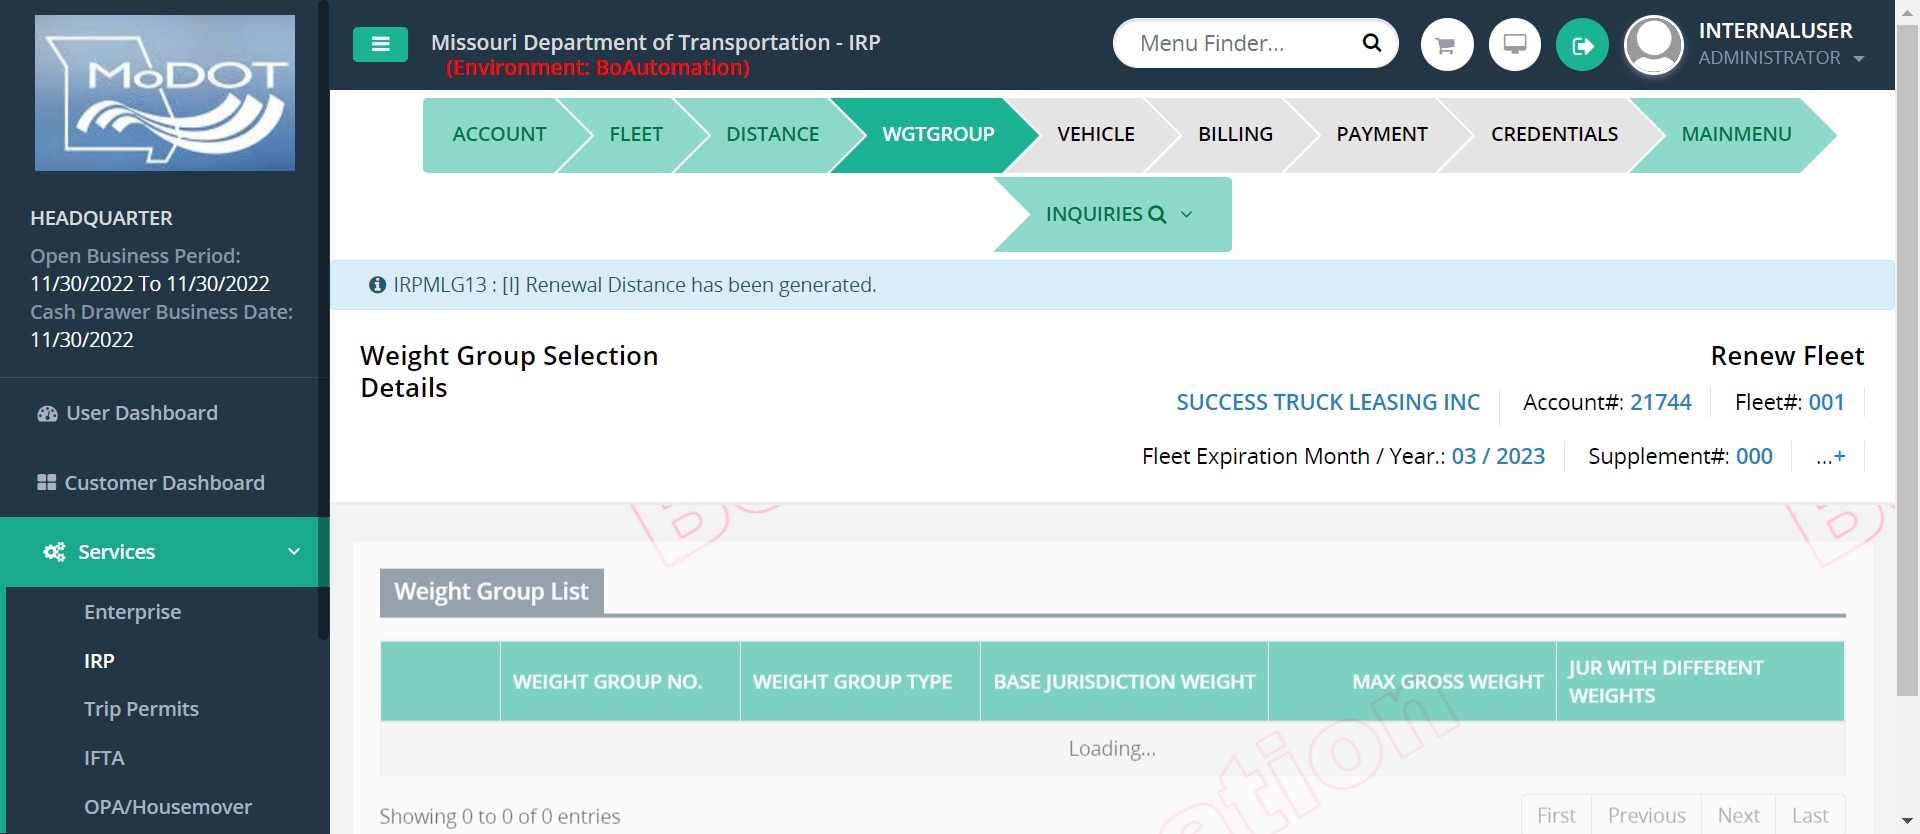 MoDOT
HEADQUARTER
Open Business Period:
11/30/2022 To 11/30/2022
Cash Drawer Business Date:
11/30/2022
User Dashboard
Customer Dashboard
Services
Enterprise
IRP
Trip Permits
IFTA
OPA/Housemover
Missouri Department of Transportation - IRP
(Environment: BoAutomation)
Menu Finder...
INTERNALUSER
ADMINISTRATOR
ACCOUNT FLEET DISTANCE WGTGROUP VEHICLE BILLING PAYMENT CREDENTIALS MAINMENU
INQUIRIES
IRPMLG13 : [I] Renewal Distance has been generated.
Weight Group Selection
Details
Renew Fleet
SUCCESS TRUCK LEASING INC Account#: 21744 Fleet#: 001
Fleet Expiration Month / Year.: 03 / 2023 Supplement#: 000 ...+
Weight Group List
WEIGHT GROUP NO. WEIGHT GROUP TYPE BASE JURISDICTION WEIGHT MAX GROSS WEIGHT JUR WITH DIFFERENT
WEIGHTS
Loading...
Showing 0 to 0 of 0 entries
First Previous Next Last